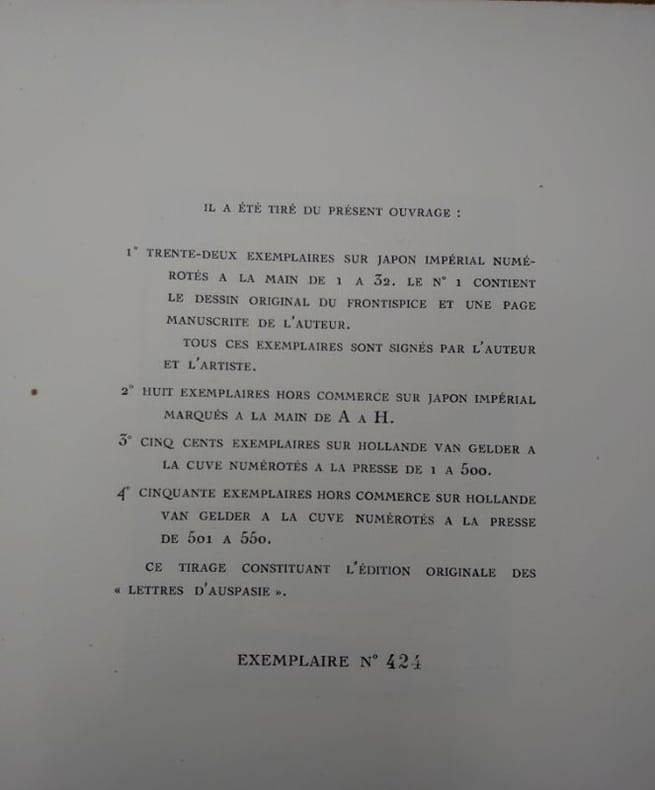 IL A ÉTÉ TIRÉ DU PRÉSENT OUVRAGE :
1° TRENTE-DEUX EXEMPLAIRES SUR JAPON IMPÉRIAL NUMÉ-
ROTÉS A LA MAIN DE 1 A 32. LE N° 1 CONTIENT
LE DESSIN ORIGINAL DU FRONTISPICE ET UNE PAGE
MANUSCRITE DE L'AUTEUR.
TOUS CES EXEMPLAIRES SONT SIGNÉS PAR L'AUTEUR
ET L'ARTISTE.
2° HUIT EXEMPLAIRES HORS COMMERCE SUR JAPON IMPÉRIAL
MARQUÉS A LA MAIN DE A A H.
3° CINQ CENTS EXEMPLAIRES SUR HOLLANDE VAN GELDER A
LA CUVE NUMÉROTÉS A LA PRESSE DE 1 A 500.
4° CINQUANTE EXEMPLAIRES HORS COMMERCE SUR HOLLANDE
VAN GELDER A LA CUVE NUMÉROTÉS A LA PRESSE
DE 501 A 550.
CE TIRAGE CONSTITUANT L'ÉDITION ORIGINALE DES
« LETTRES D'AUSPASIE ».
EXEMPLAIRE N° 424